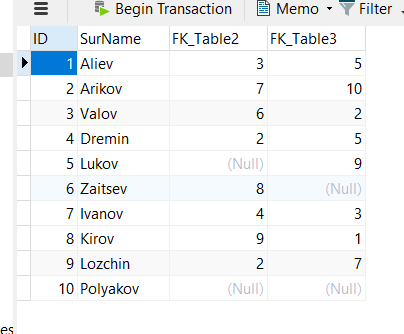 Begin Transaction Memo Filter
ID SurName FK_Table2 FK_Table3
1 Aliev 3 5
2 Arikov 7 10
3 Valov 6 2
4 Dremin 2 5
5 Lukov (Null) 9
6 Zaitsev 8 (Null)
7 Ivanov 4 3
8 Kirov 9 1
9 Lozchin 2 7
10 Polyakov (Null) (Null)
es